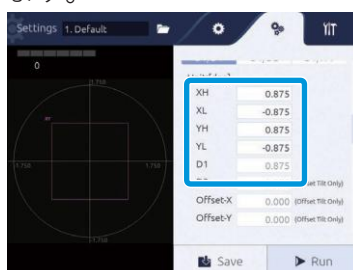 Settings 1. Default
YiT
0
1.750
XH 0.875
XL -0.875
YH 0.875
YL -0.875
D1 0.875
(Offset Tilt Only)
-1.750
1.750
Offset-X 0.000 (Offset Tilt Only)
Offset-Y 0.000 (Offset Tilt Only)
-1.750
Save
Run